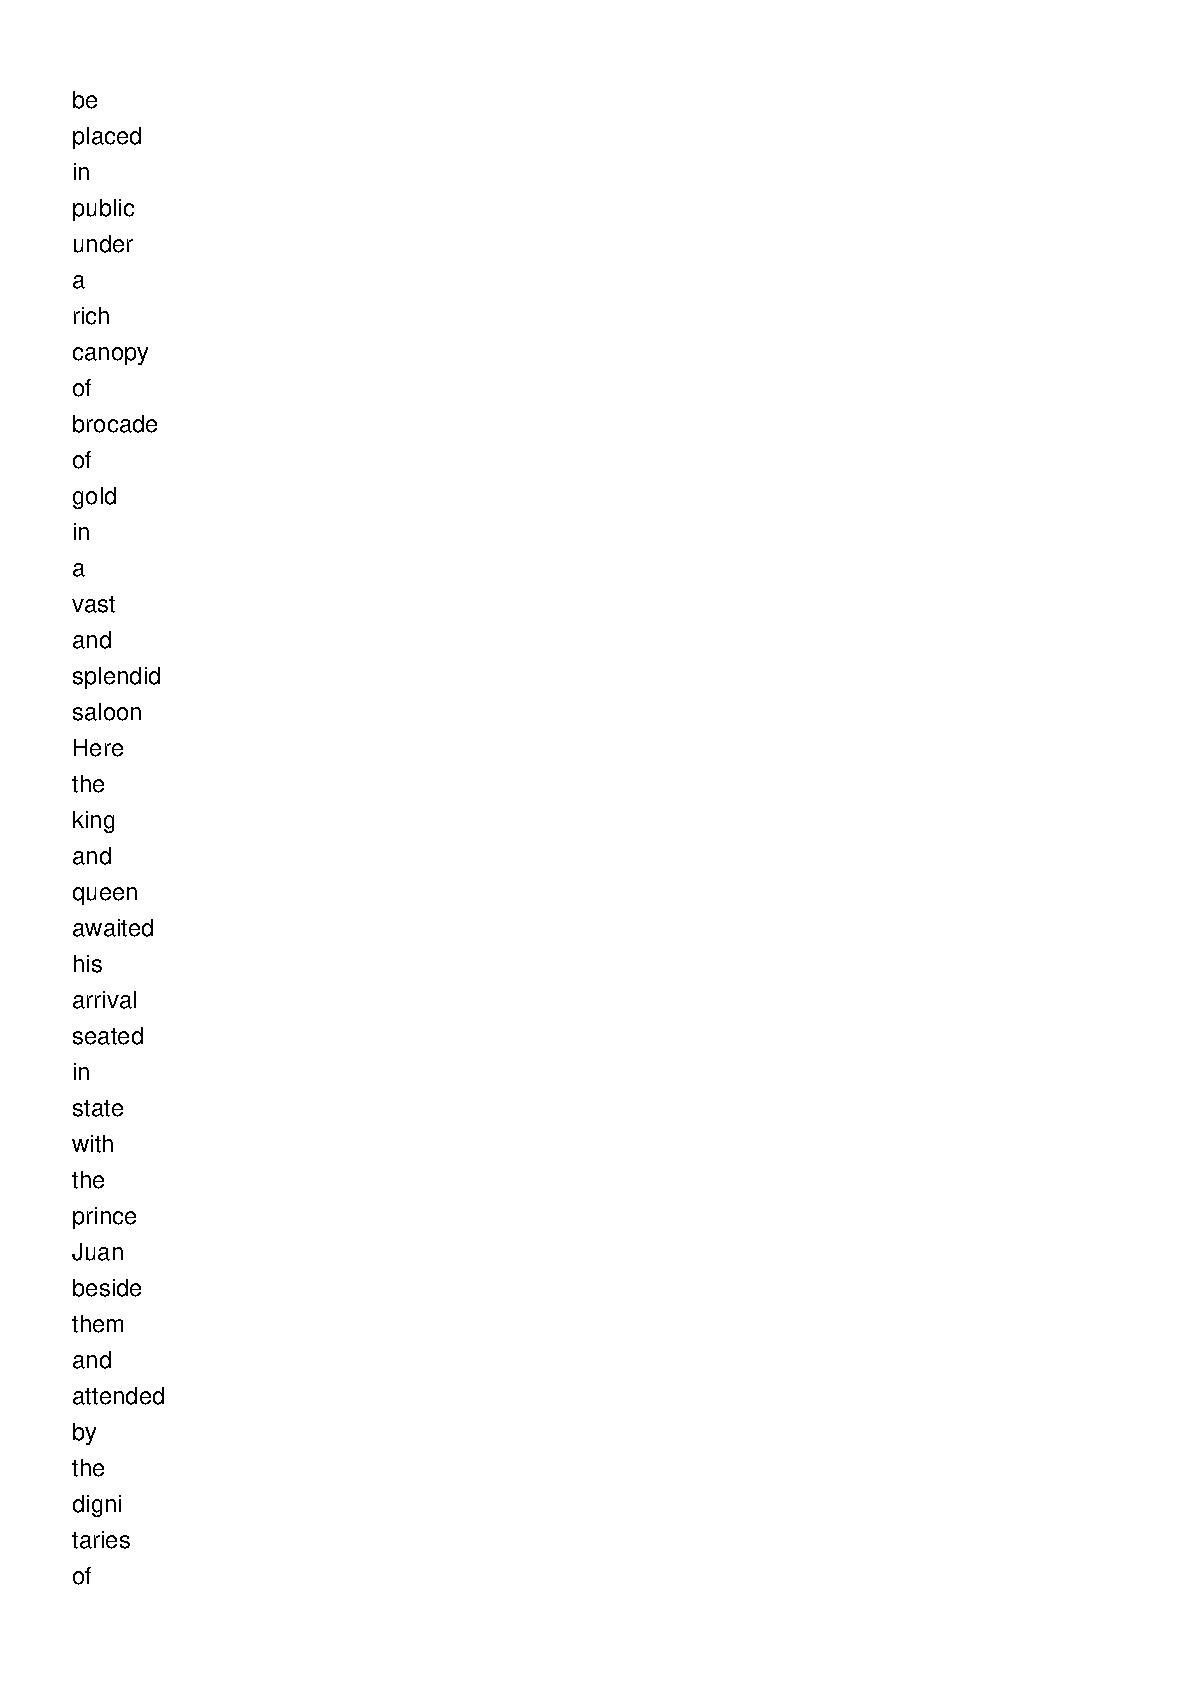 be
placed
in
public
under
a
rich
canopy
of
brocade
of
gold
in
a
vast
and
splendid
saloon
Here
the
king
and
queen
awaited
his
arrival
seated
in
state
with
the
prince
Juan
beside
them
and
attended
by
the
digni
taries
of